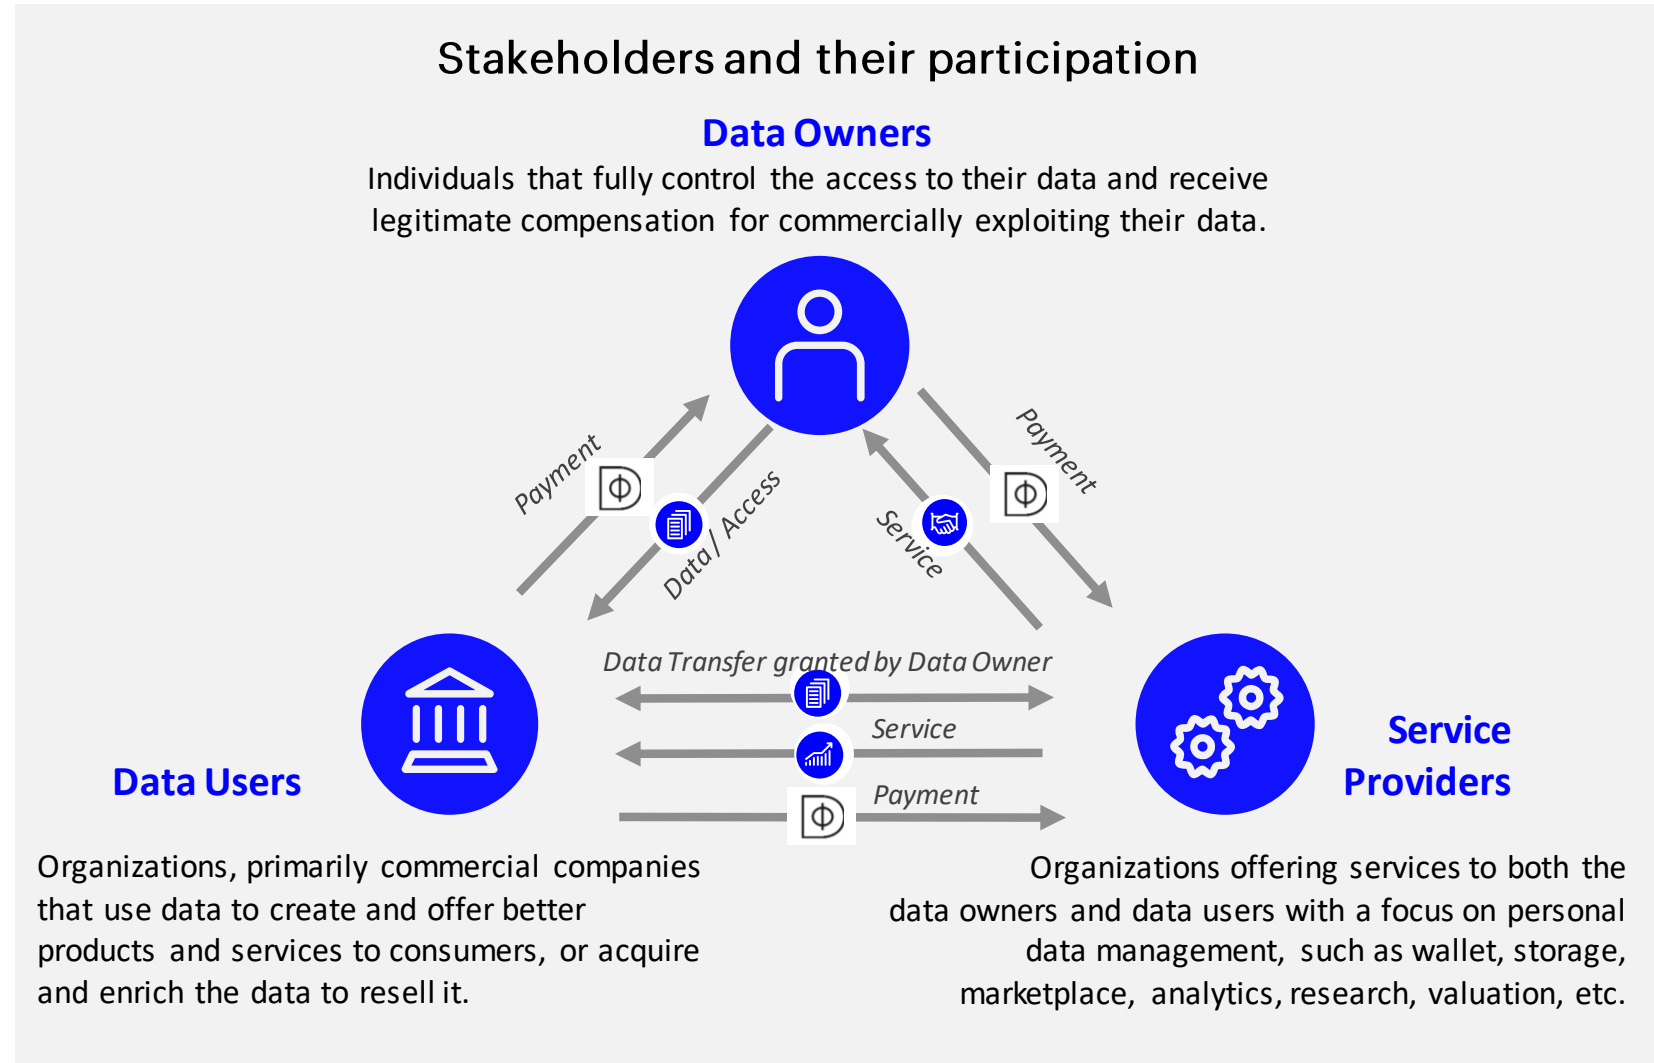 Stakeholders and their participation
Data Owners
Individuals that fully control the access to their data and receive
legitimate compensation for commercially exploiting their data.
Payment
Data / Access
Service
Payment
Data Transfer granted by Data Owner
Service
Payment
Data Users
Organizations, primarily commercial companies
that use data to create and offer better
products and services to consumers, or acquire
and enrich the data to resell it.
Service
Providers
Organizations offering services to both the
data owners and data users with a focus on personal
data management, such as wallet, storage,
marketplace, analytics, research, valuation, etc.